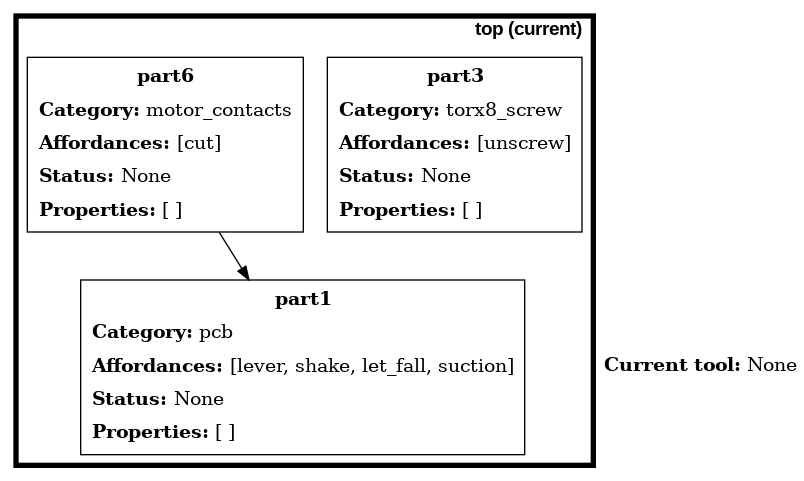 top (current)
part6
Category: motor_contacts
Affordances: [cut]
Status: None
Properties: [ ]
part3
Category: torx8_screw
Affordances: [unscrew]
Status: None
Properties: [ ]
part1
Category: pcb
Affordances: [lever, shake, let_fall, suction]
Status: None
Properties: [ ]
Current tool: None